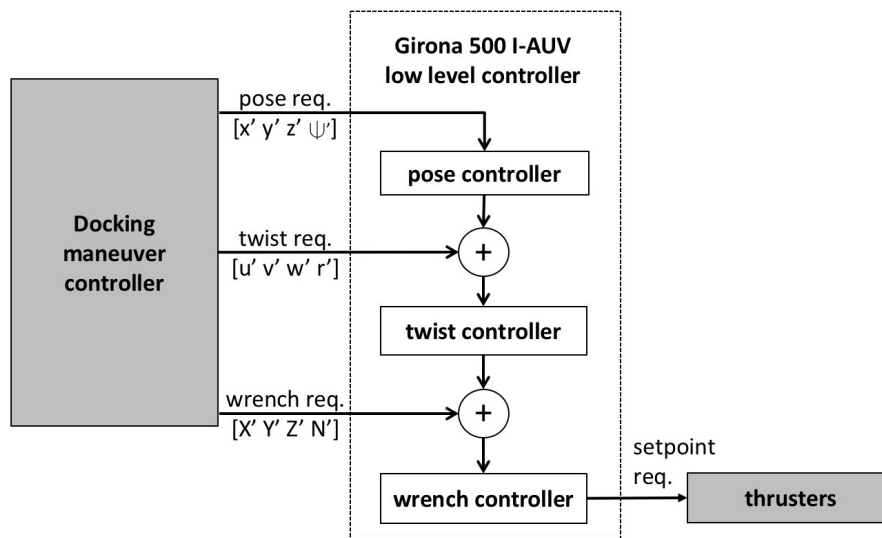 Girona 500 I-AUV
low level controller
pose req.
[x’ y’ z’ ψ’]
pose controller
Docking
maneuver
controller
twist req.
[u’ v’ w’ r’]
+
twist controller
wrench req.
[X’ Y’ Z’ N’]
+
wrench controller
setpoint
req.
thrusters